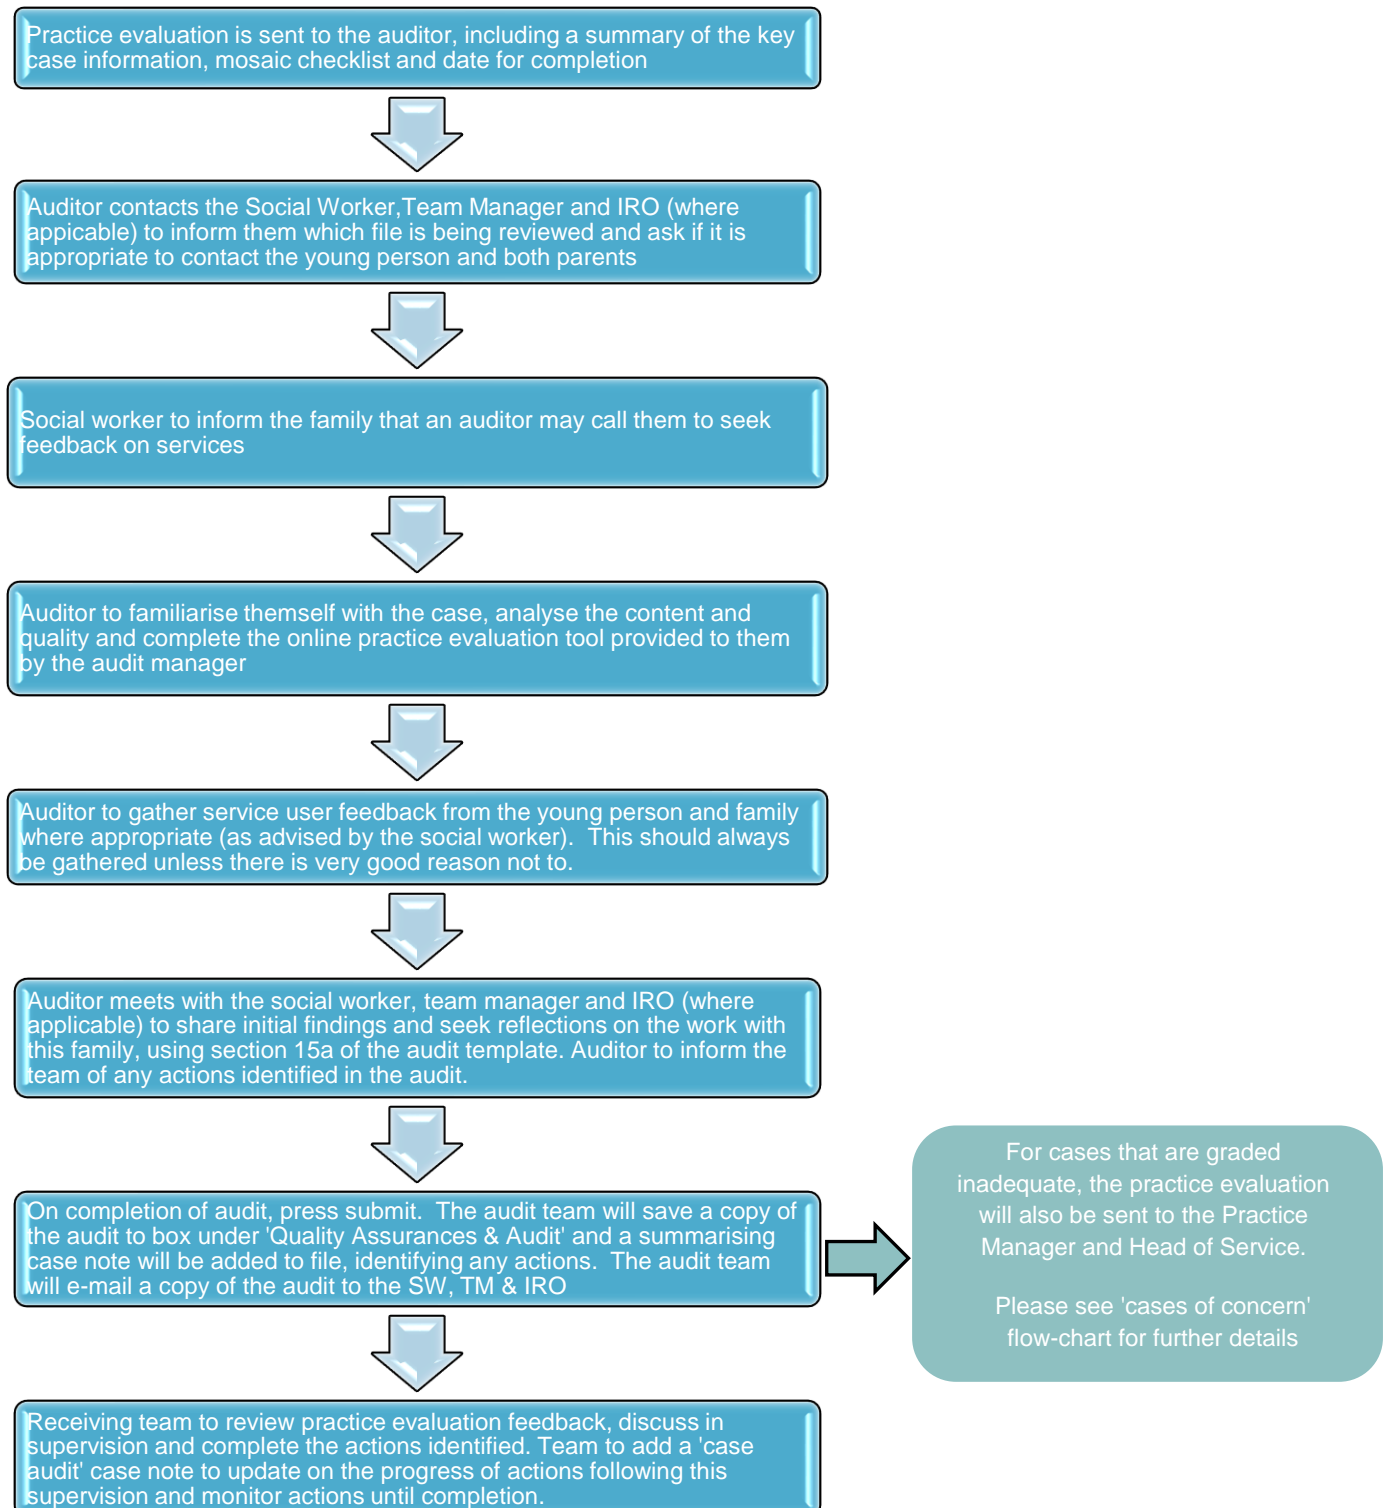 Practice evaluation is sent to the auditor, including a summary of the key
case information, mosaic checklist and date for completion
Auditor contacts the Social Worker,Team Manager and IRO (where
appicable) to inform them which file is being reviewed and ask if it is
appropriate to contact the young person and both parents
Social worker to inform the family that an auditor may call them to seek
feedback on services
Auditor to familiarise themself with the case, analyse the content and
quality and complete the online practice evaluation tool provided to them
by the audit manager
Auditor to gather service user feedback from the young person and family
where appropriate (as advised by the social worker).  This should always
be gathered unless there is very good reason not to.
Auditor meets with the social worker, team manager and IRO (where
applicable) to share initial findings and seek reflections on the work with
this family, using section 15a of the audit template. Auditor to inform the
team of any actions identified in the audit.
On completion of audit, press submit.  The audit team will save a copy of
the audit to box under 'Quality Assurances & Audit' and a summarising
case note will be added to file, identifying any actions.  The audit team
will e-mail a copy of the audit to the SW, TM & IRO
For cases that are graded
inadequate, the practice evaluation
will also be sent to the Practice
Manager and Head of Service.
Please see 'cases of concern'
flow-chart for further details
Receiving team to review practice evaluation feedback, discuss in
supervision and complete the actions identified. Team to add a 'case
audit' case note to update on the progress of actions following this
supervision and monitor actions until completion.